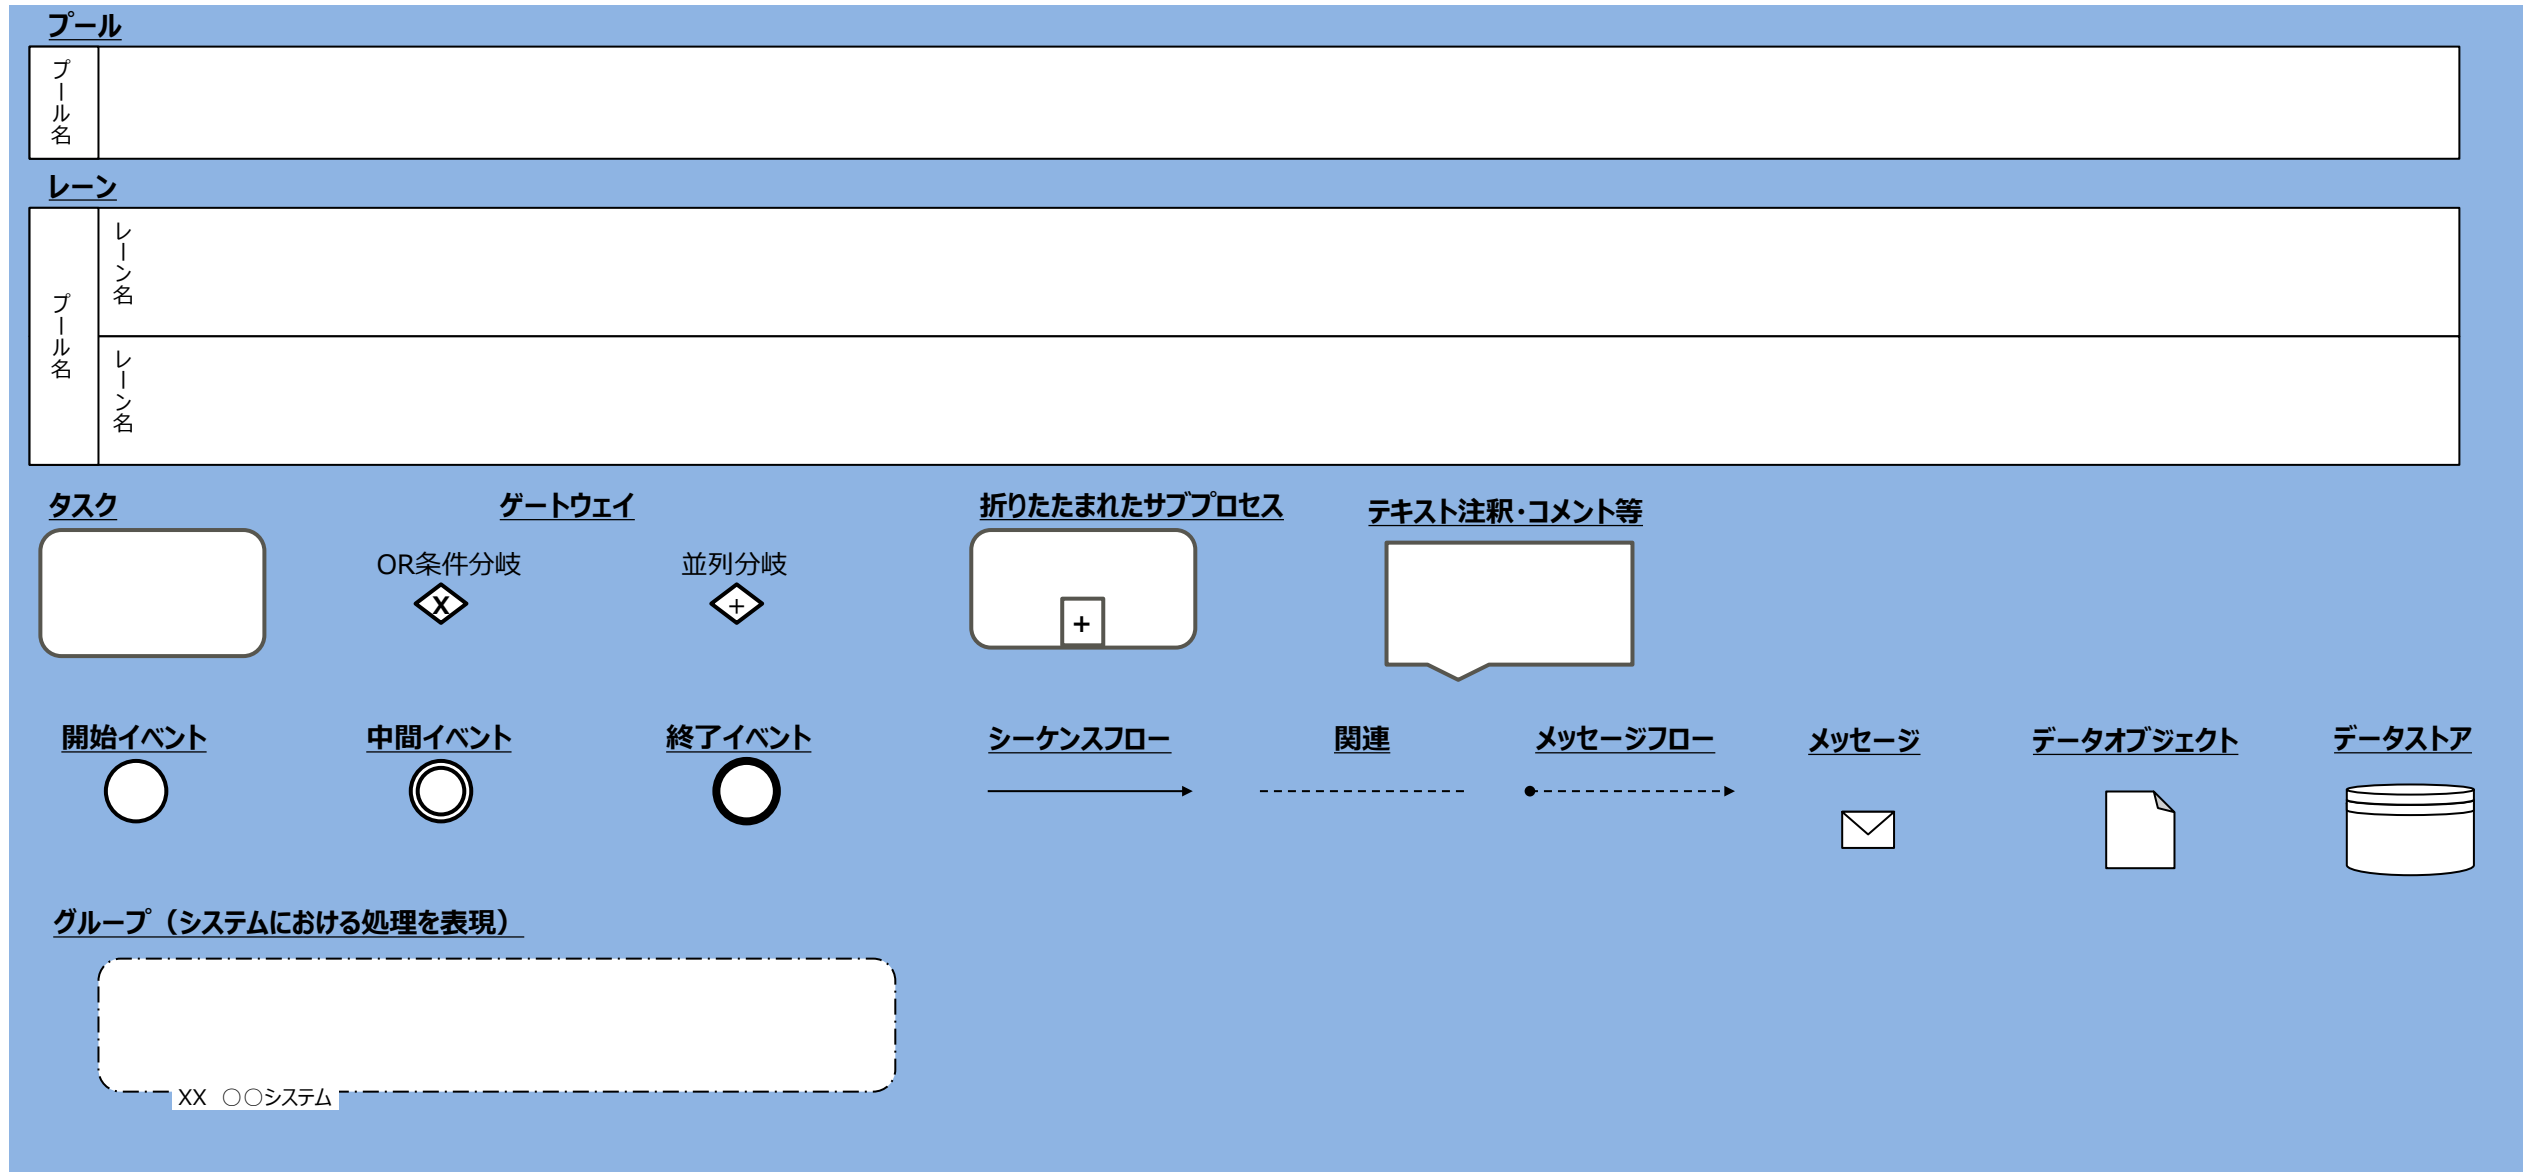 プール
プール名
レーン
プール名
レーン名
レーン名
タスク
ゲートウェイ
折りたたまれたサブプロセス
テキスト注釈・コメント等
OR条件分岐
並列分岐
X
+
+
開始イベント
中間イベント
終了イベント
シーケンスフロー
関連
メッセージフロー
メッセージ
データオブジェクト
データストア
グループ（システムにおける処理を表現）
XX　○○システム